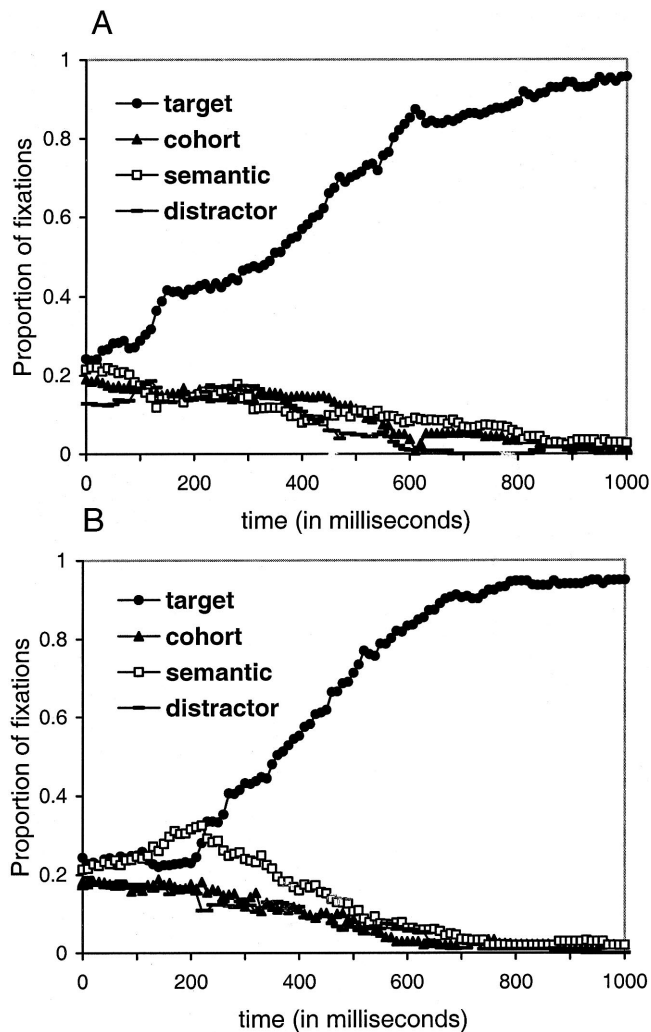 A
1
0.8
0.6
0.4
0.2
0
Proportion of fixations
target
cohort
semantic
distractor
0 200 400 600 800 1000
time (in milliseconds)
B
1
0.8
0.6
0.4
0.2
0
Proportion of fixations
target
cohort
semantic
distractor
0 200 400 600 800 1000
time (in milliseconds)